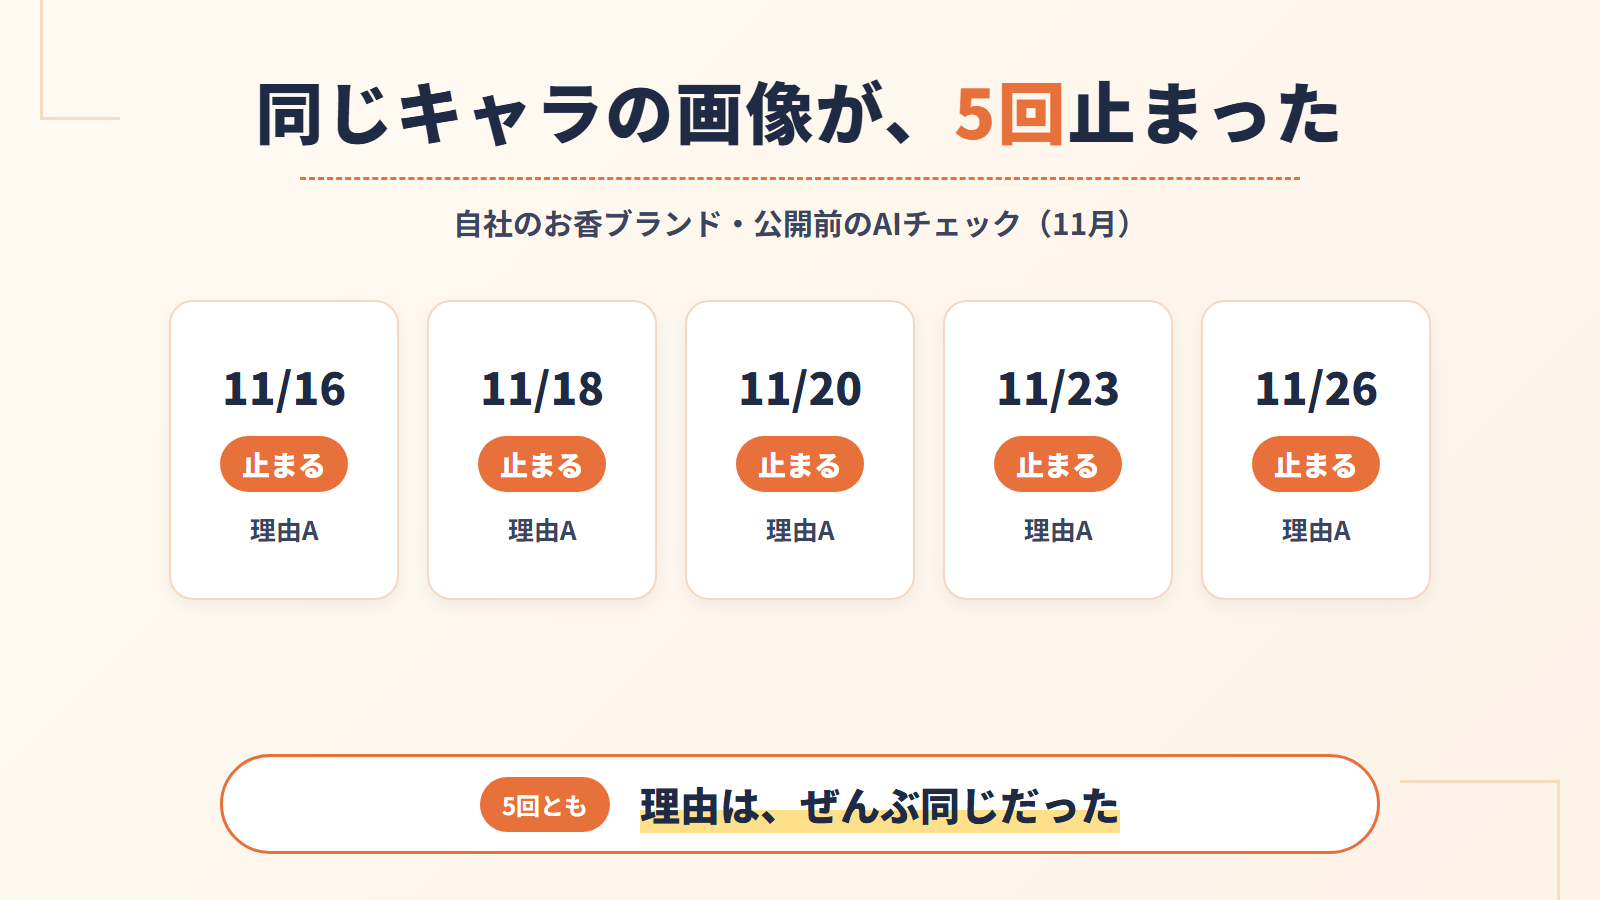 同じキャラの画像が、5回止まった
自社のお香ブランド・公開前のAIチェック（11月）
11/16
止まる
理由A
11/18
止まる
理由A
11/20
止まる
理由A
11/23
止まる
理由A
11/26
止まる
理由A
5回とも
理由は、ぜんぶ同じだった